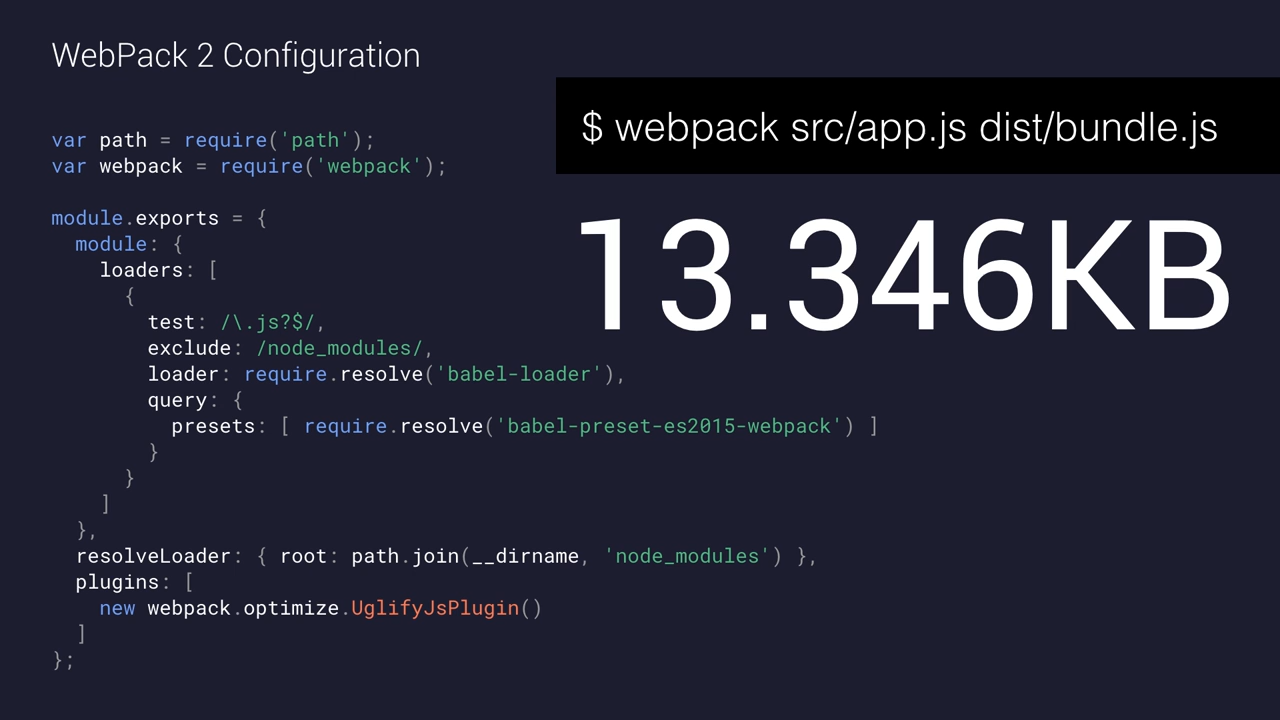 WebPack 2 Configuration
$ webpack src/app.js dist/bundle.js
13.346KB
var path = require('path');
var webpack = require('webpack');
module.exports = {
  module: {
    loaders: [
      {
        test: /\.js?$/,
        exclude: /node_modules/,
        loader: require.resolve('babel-loader'),
        query: {
          presets: [ require.resolve('babel-preset-es2015-webpack') ]
        }
      }
    ]
  },
  resolveLoader: { root: path.join(__dirname, 'node_modules') },
  plugins: [
    new webpack.optimize.UglifyJsPlugin()
  ]
};